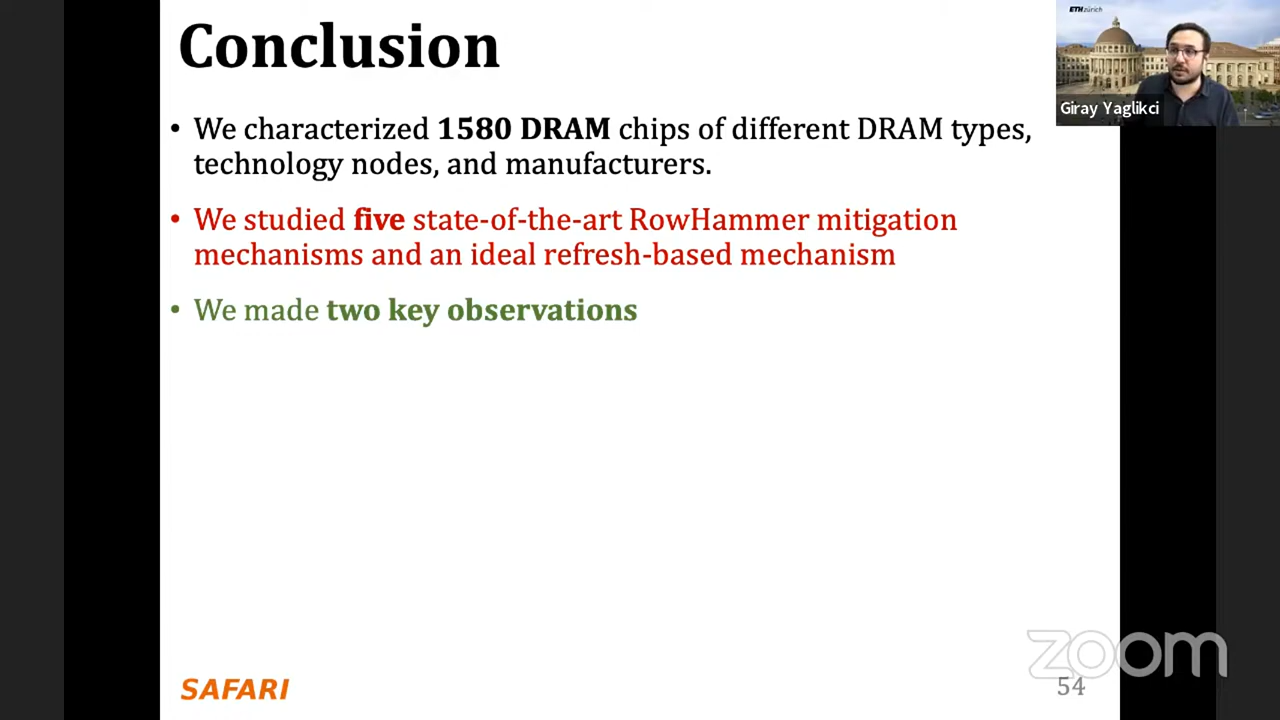 Conclusion
ETH zürich
Giray Yaglikci
• We characterized 1580 DRAM chips of different DRAM types,
technology nodes, and manufacturers.
• We studied five state-of-the-art RowHammer mitigation
mechanisms and an ideal refresh-based mechanism
• We made two key observations
SAFARI
zoom
54